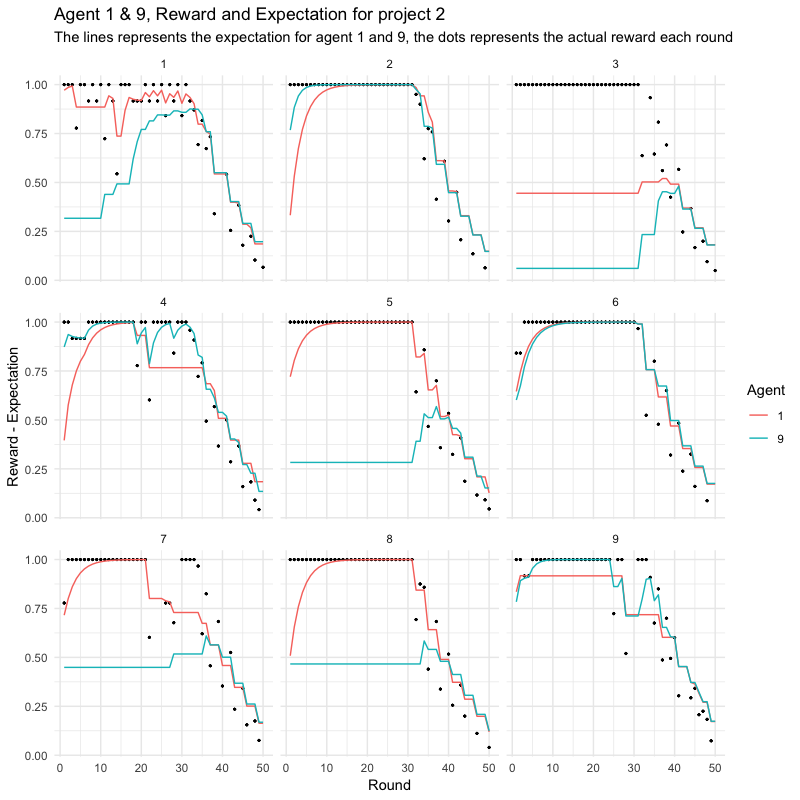 Agent 1 & 9, Reward and Expectation for project 2
The lines represents the expectation for agent 1 and 9, the dots represents the actual reward each round
1 2 3
1.00
0.75
0.50
0.25
0.00
4 5 6
1.00
0.75
0.50
0.25
0.00
7 8 9
1.00
0.75
0.50
0.25
0.00
0 10 20 30 40 50 0 10 20 30 40 50 0 10 20 30 40 50
Round
Reward - Expectation
Agent
1
9